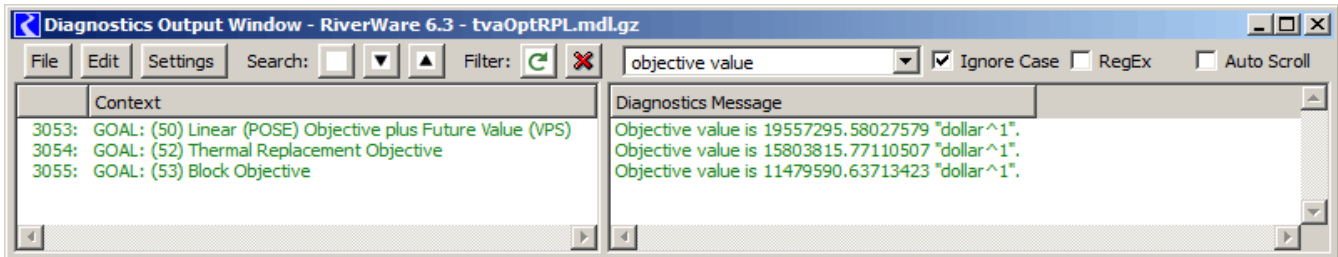 Diagnostics Output Window - RiverWare 6.3 - tvaOptRPL.mdl.gz
File Edit Settings Search: Filter: objective value Ignore Case RegEx Auto Scroll
Context Diagnostics Message
3053: GOAL: (50) Linear (POSE) Objective plus Future Value (VPS) Objective value is 19557295.58027579 "dollar^1".
3054: GOAL: (52) Thermal Replacement Objective Objective value is 15803815.77110507 "dollar^1".
3055: GOAL: (53) Block Objective Objective value is 11479590.63713423 "dollar^1".